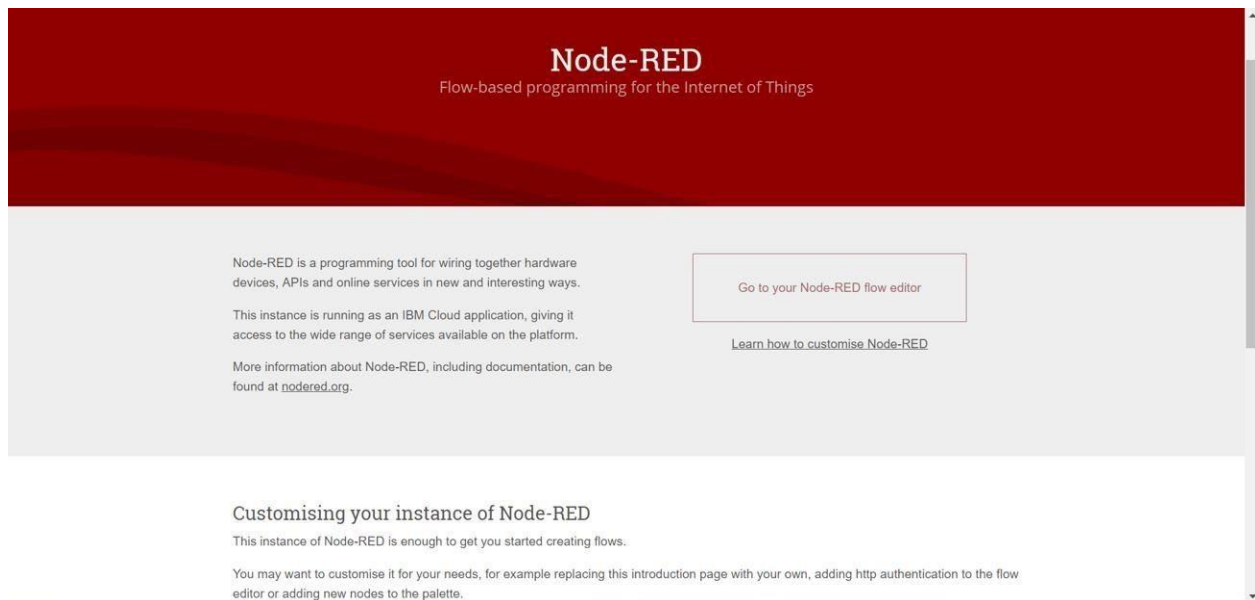 Node-RED
Flow-based programming for the Internet of Things
Node-RED is a programming tool for wiring together hardware
devices, APIs and online services in new and interesting ways.
This instance is running as an IBM Cloud application, giving it
access to the wide range of services available on the platform.
More information about Node-RED, including documentation, can be
found at nodered.org.
Go to your Node-RED flow editor
Learn how to customise Node-RED
Customising your instance of Node-RED
This instance of Node-RED is enough to get you started creating flows.
You may want to customise it for your needs, for example replacing this introduction page with your own, adding http authentication to the flow
editor or adding new nodes to the palette.